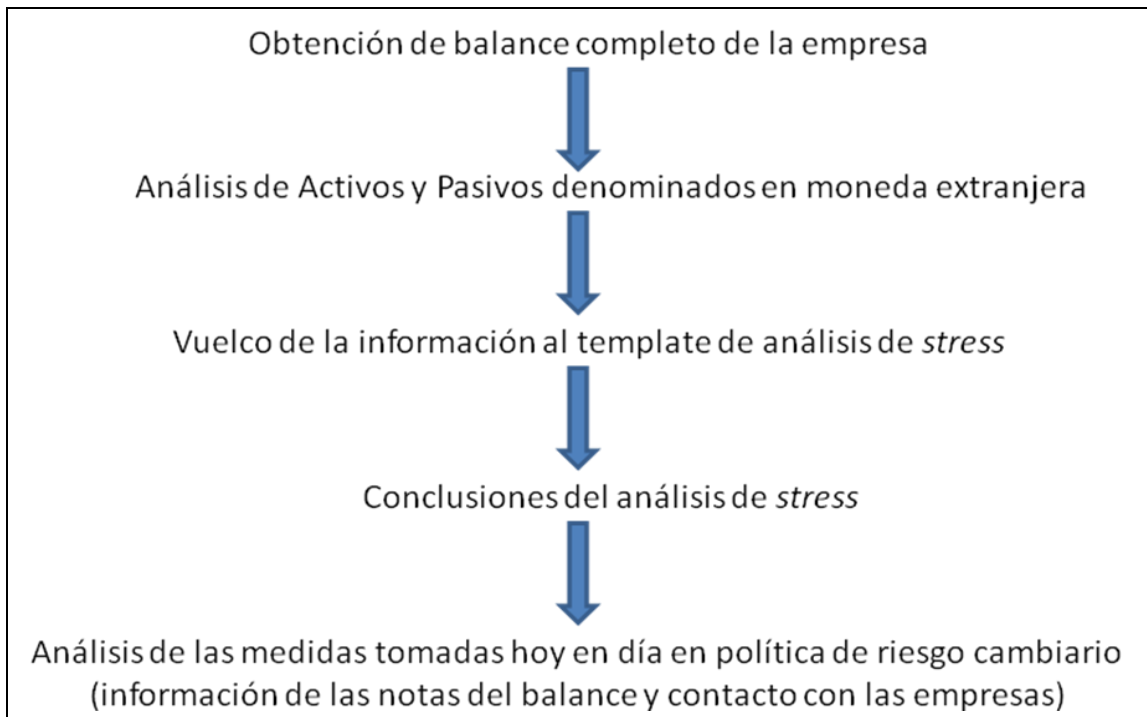 Obtención de balance completo de la empresa
Análisis de Activos y Pasivos denominados en moneda extranjera
Vuelco de la información al template de análisis de stress
Conclusiones del análisis de stress
Análisis de las medidas tomadas hoy en día en política de riesgo cambiario
(información de las notas del balance y contacto con las empresas)